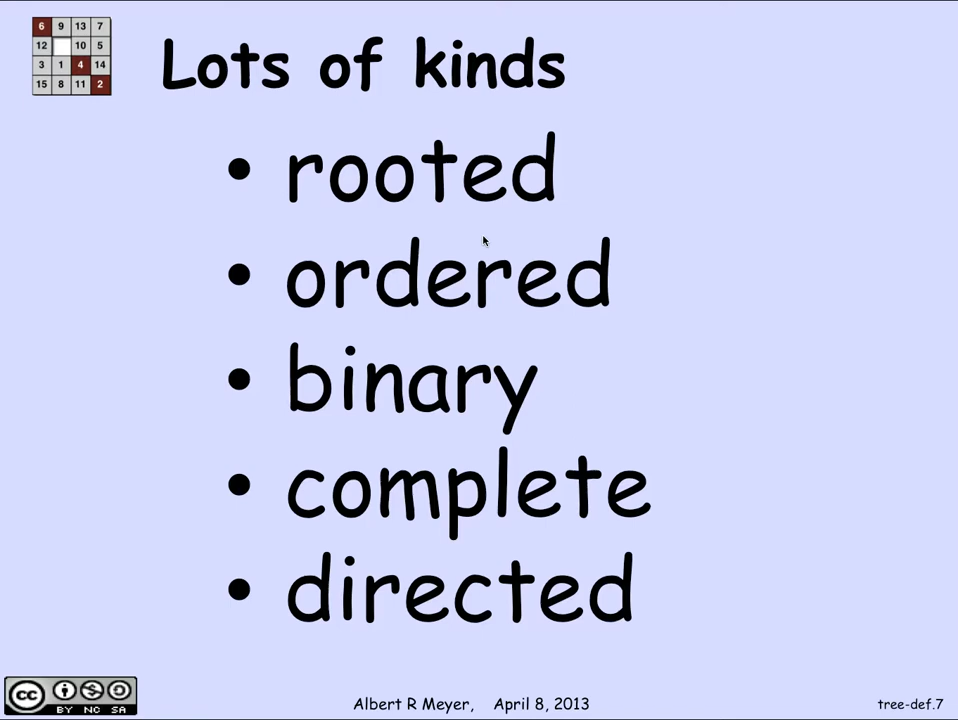 6 9 13 7
12 10 5
3 1 4 14
15 8 11 2
Lots of kinds
• rooted
• ordered
• binary
• complete
• directed
cc
BY NC SA
Albert R Meyer, April 8, 2013
tree-def.7